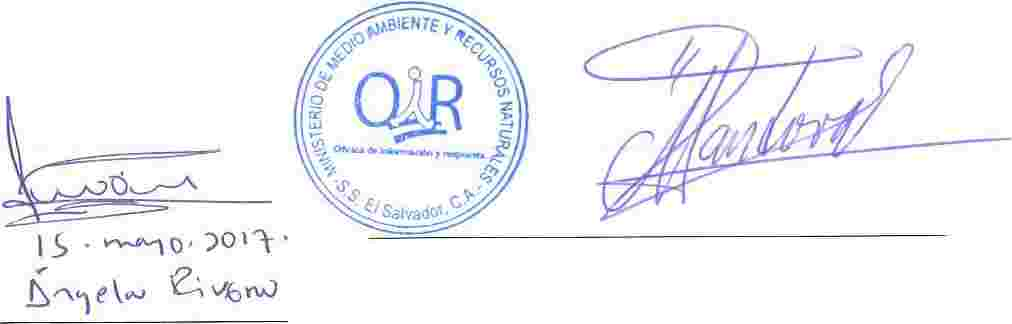 MINISTERIO DE MEDIO AMBIENTE Y RECURSOS NATURALES
OIR
Oficina de información y respuesta
S.S. El Salvador, C.A.
15. mayo. 2017.
Ángela Rivera